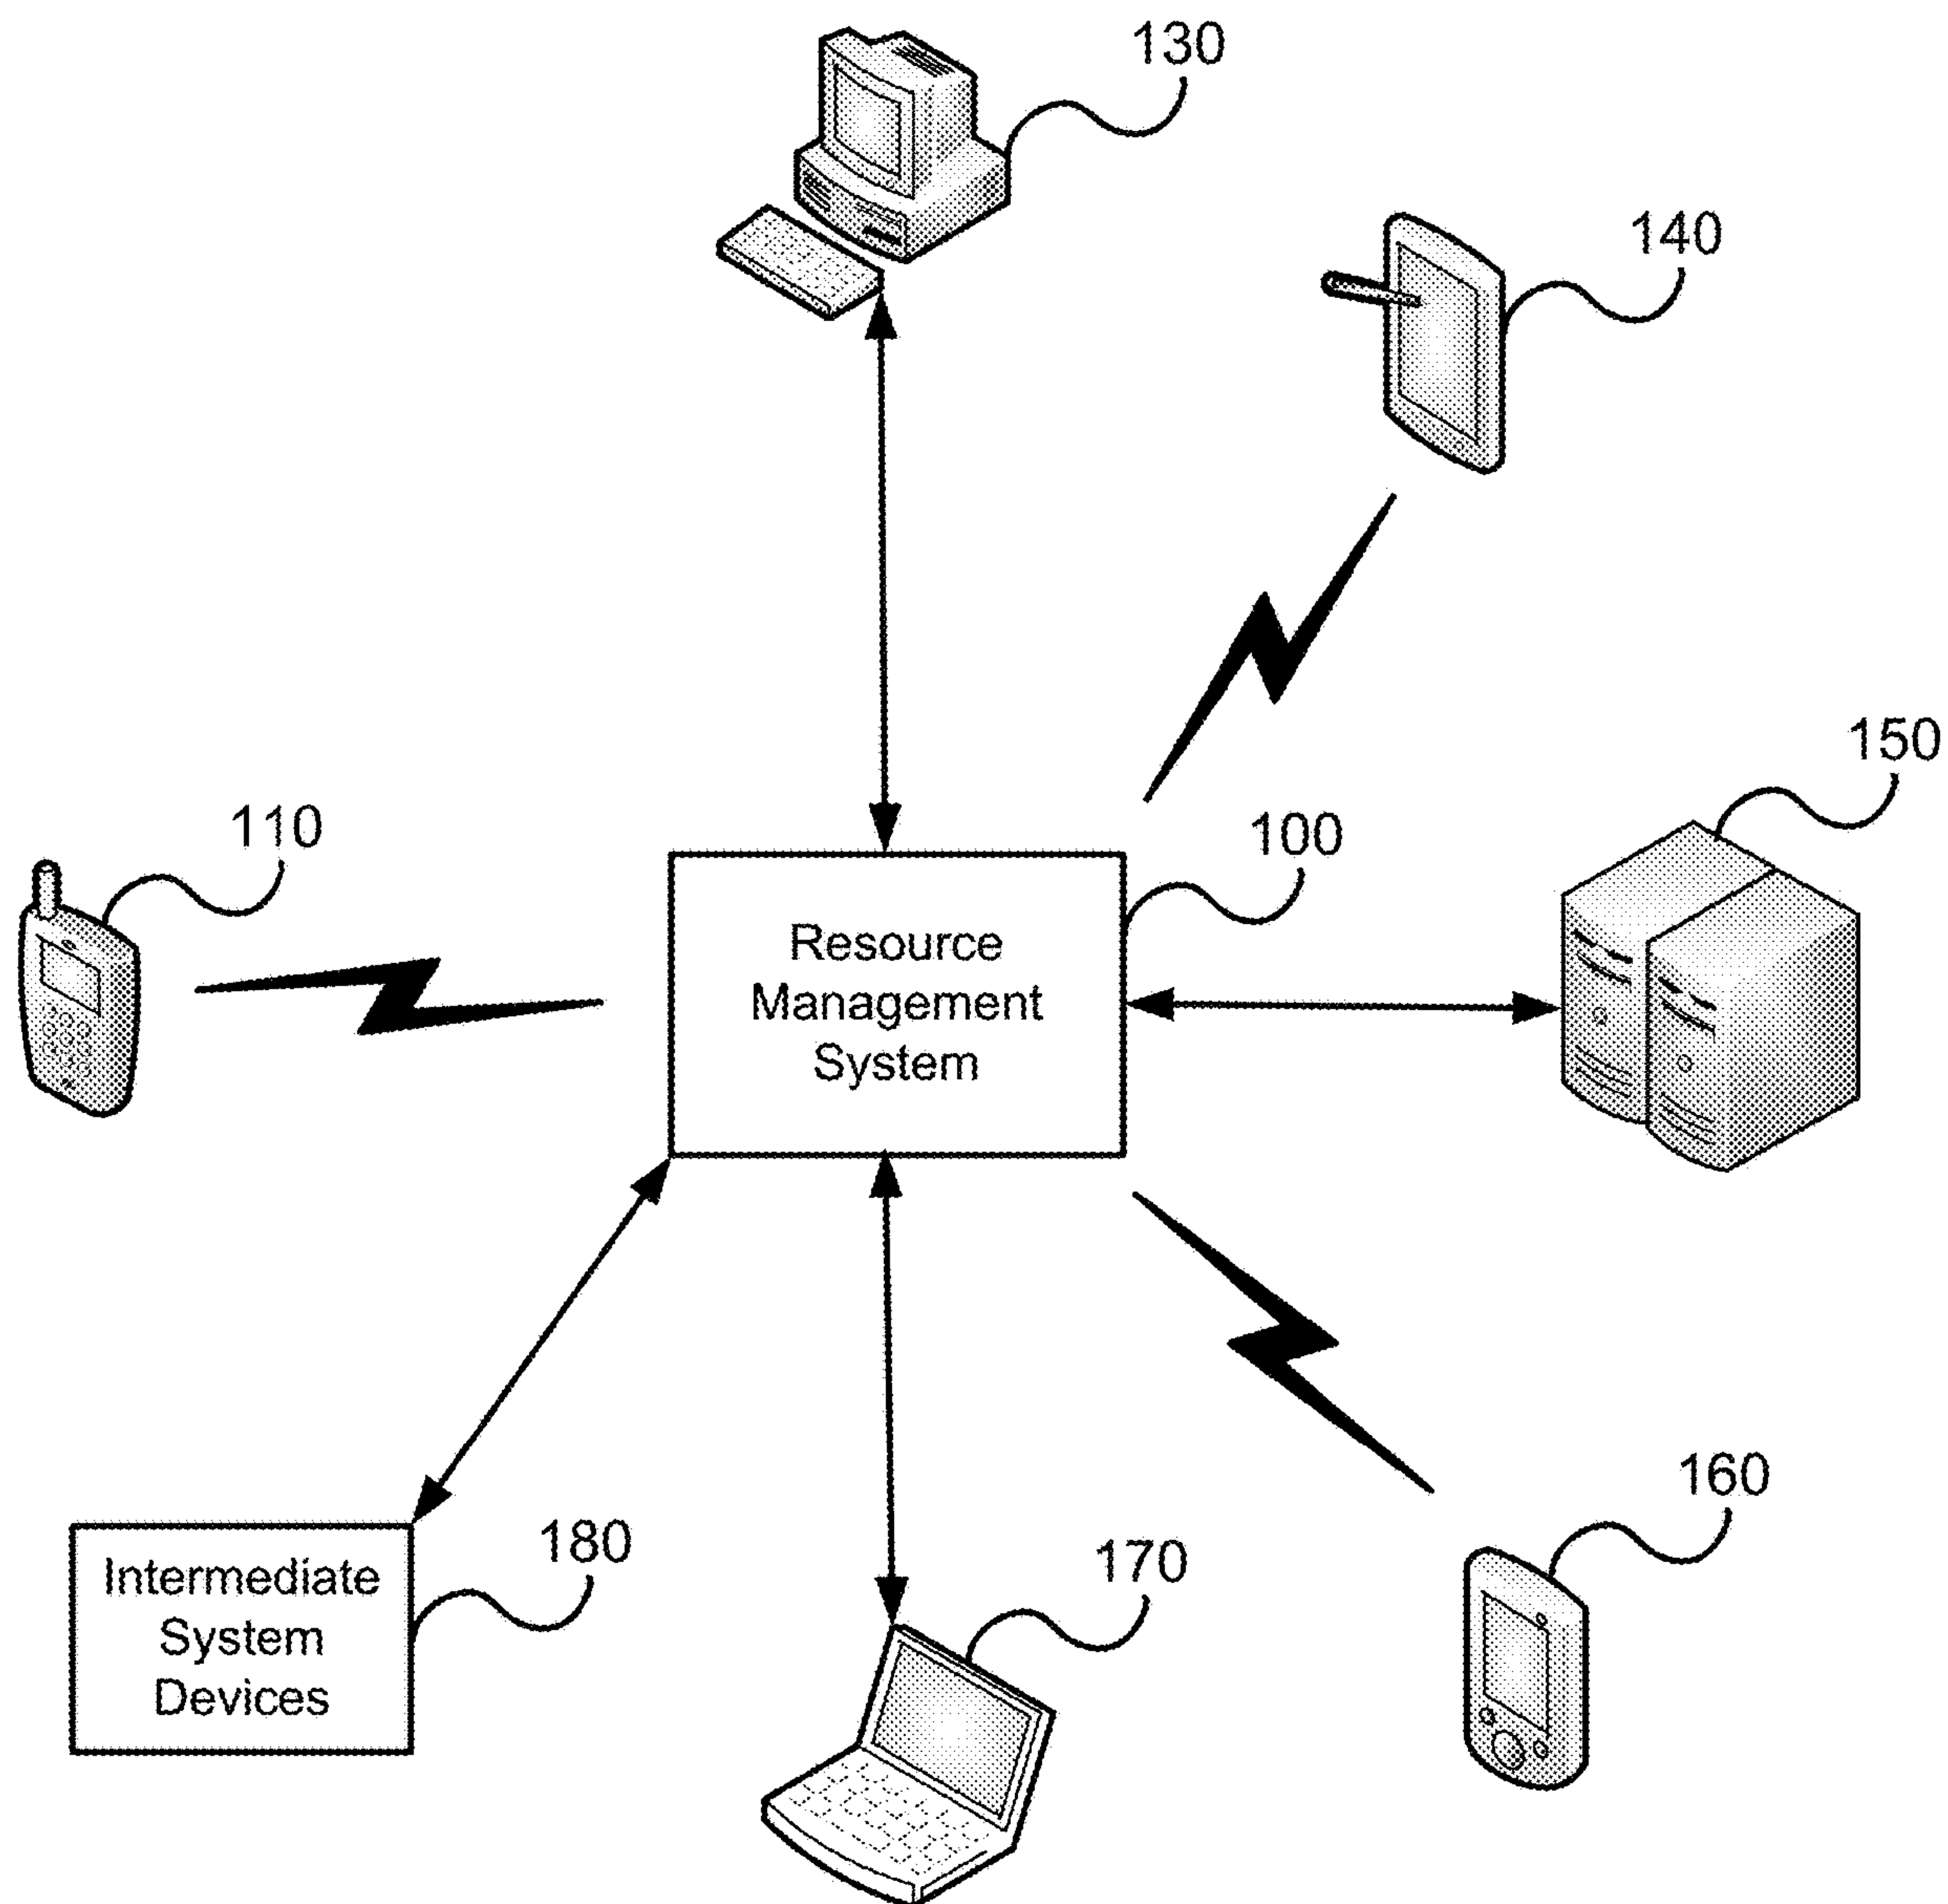 130
140
150
110
100
Resource
Management
System
160
180
170
Intermediate
System
Devices